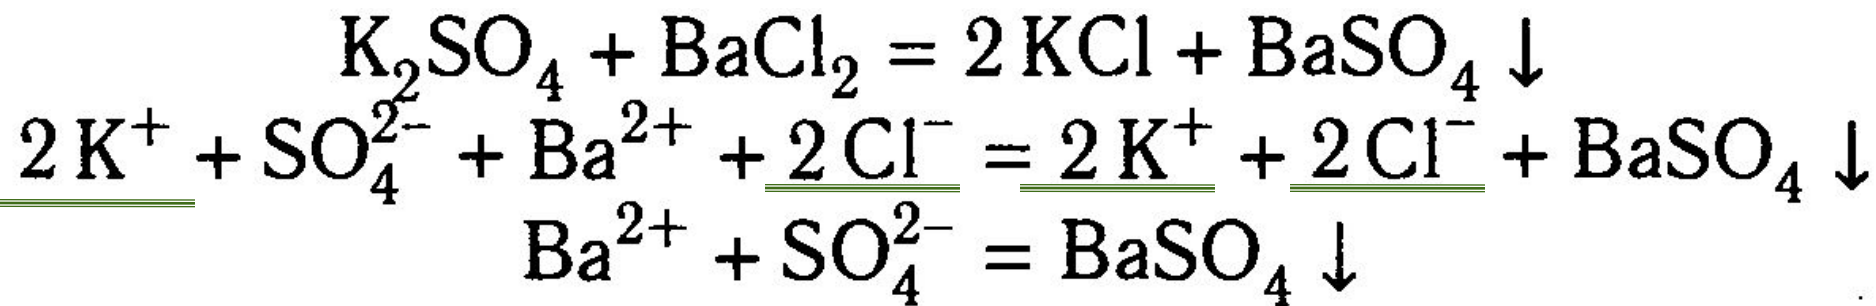 K₂SO₄ + BaCl₂ = 2 KCl + BaSO₄ ↓
2 K⁺ + SO₄²⁻ + Ba²⁺ + 2 Cl⁻ = 2 K⁺ + 2 Cl⁻ + BaSO₄ ↓
Ba²⁺ + SO₄²⁻ = BaSO₄ ↓